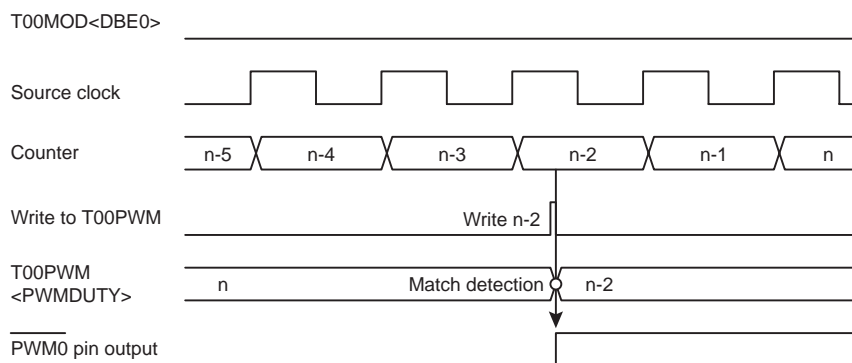 T00MOD<DBE0>
Source clock
Counter n-5 n-4 n-3 n-2 n-1 n
Write to T00PWM Write n-2
T00PWM
<PWMDUTY> n Match detection n-2
PWM0 pin output